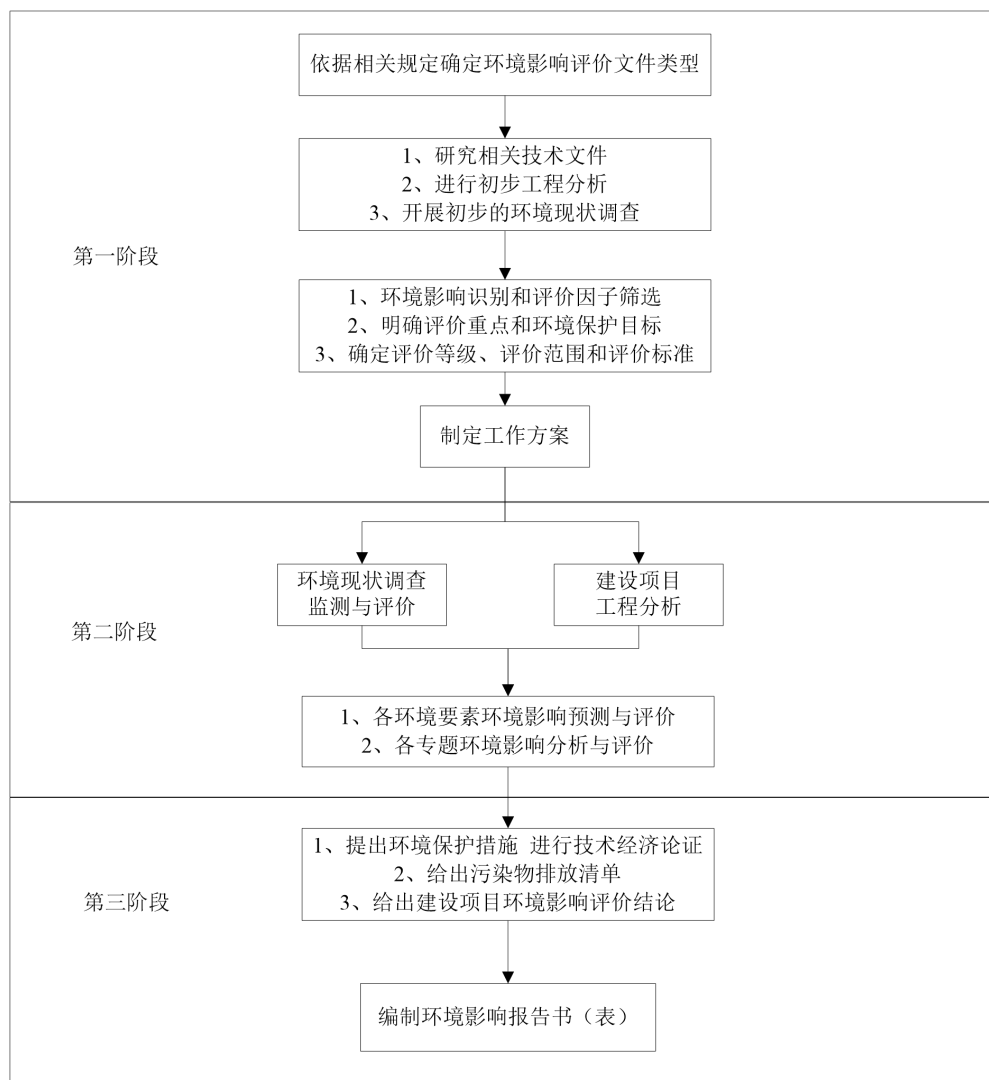 依据相关规定确定环境影响评价文件类型
1、研究相关技术文件
2、进行初步工程分析
3、开展初步的环境现状调查
第一阶段
1、环境影响识别和评价因子筛选
2、明确评价重点和环境保护目标
3、确定评价等级、评价范围和评价标准
制定工作方案
环境现状调查
监测与评价
建设项目
工程分析
第二阶段
1、各环境要素环境影响预测与评价
2、各专题环境影响分析与评价
1、提出环境保护措施 进行技术经济论证
2、给出污染物排放清单
3、给出建设项目环境影响评价结论
第三阶段
编制环境影响报告书（表）